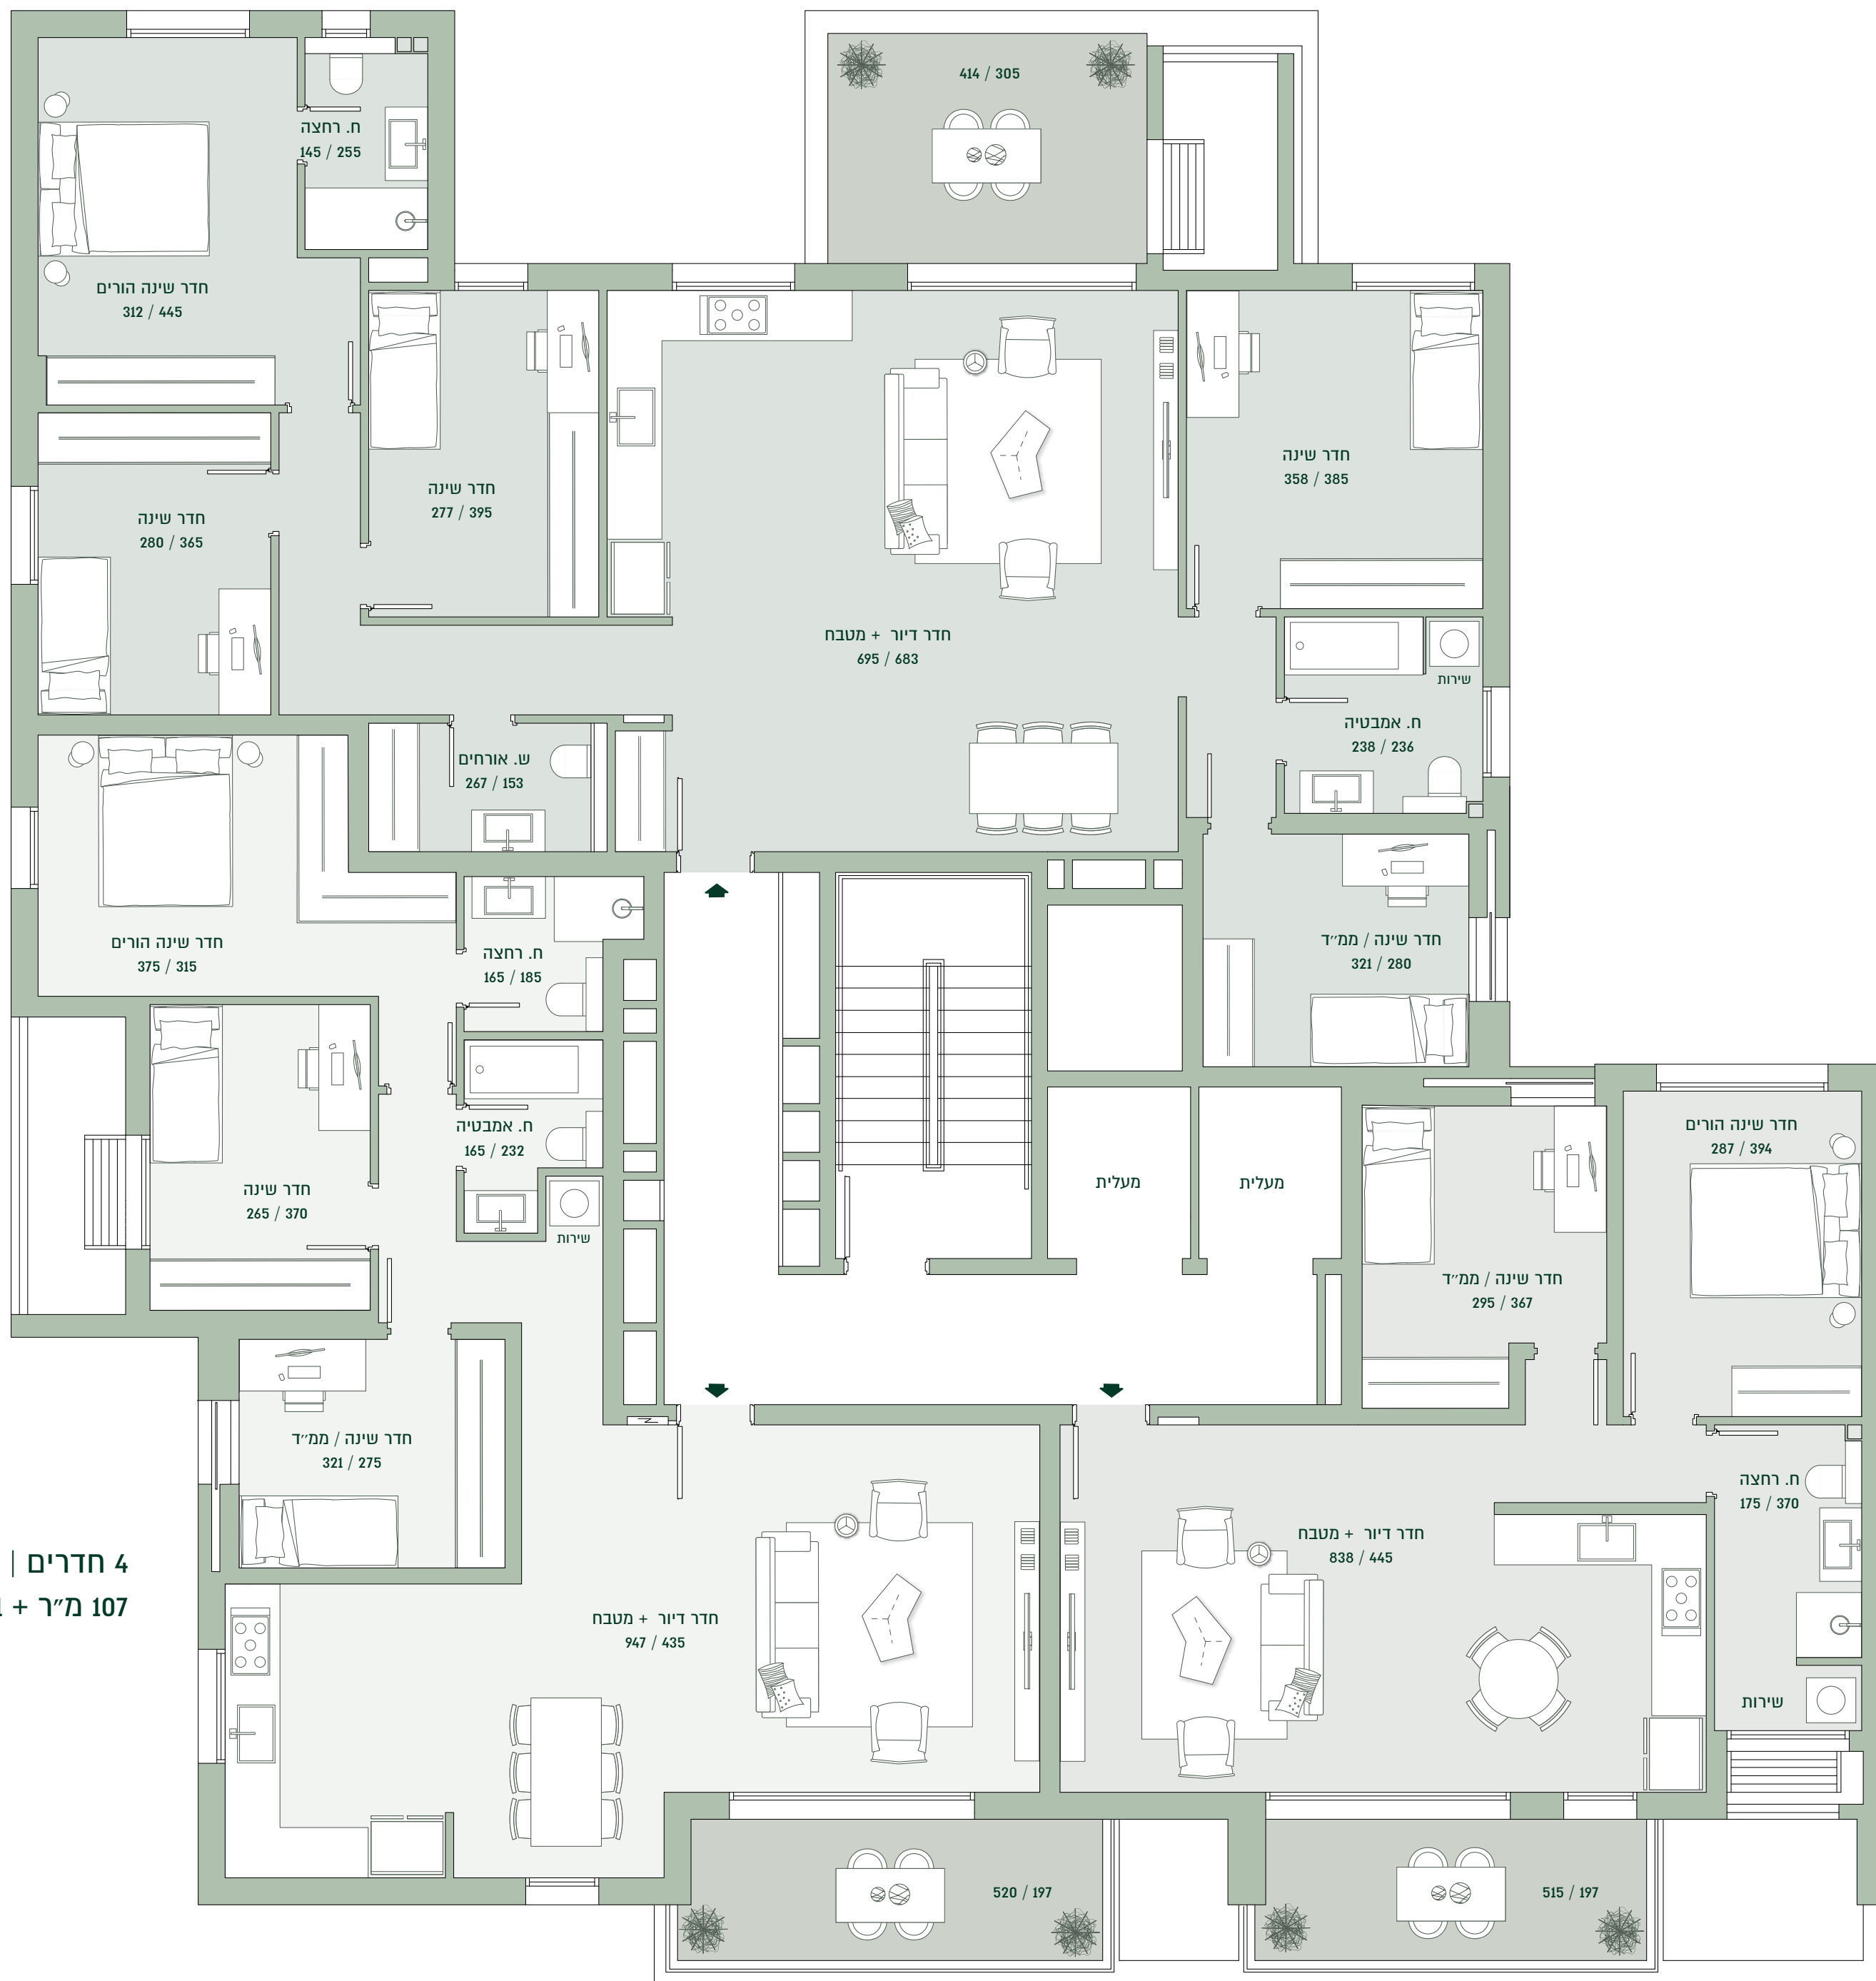 414 / 305
ח. רחצה
145 / 255
חדר שינה הורים
312 / 445
חדר שינה
358 / 385
חדר שינה
277 / 395
חדר שינה
280 / 365
חדר דיור + מטבח
695 / 683
שירות
ח. אמבטיה
238 / 236
ש. אורחים
267 / 153
חדר שינה / ממ״ד
321 / 280
חדר שינה הורים
375 / 315
ח. רחצה
165 / 185
ח. אמבטיה
165 / 232
חדר שינה הורים
287 / 394
מעלית
מעלית
חדר שינה
265 / 370
שירות
חדר שינה / ממ״ד
295 / 367
חדר שינה / ממ״ד
321 / 275
ח. רחצה
175 / 370
חדר דיור + מטבח
838 / 445
4 חדרים |
107 מ״ר +
חדר דיור + מטבח
947 / 435
שירות
520 / 197
515 / 197